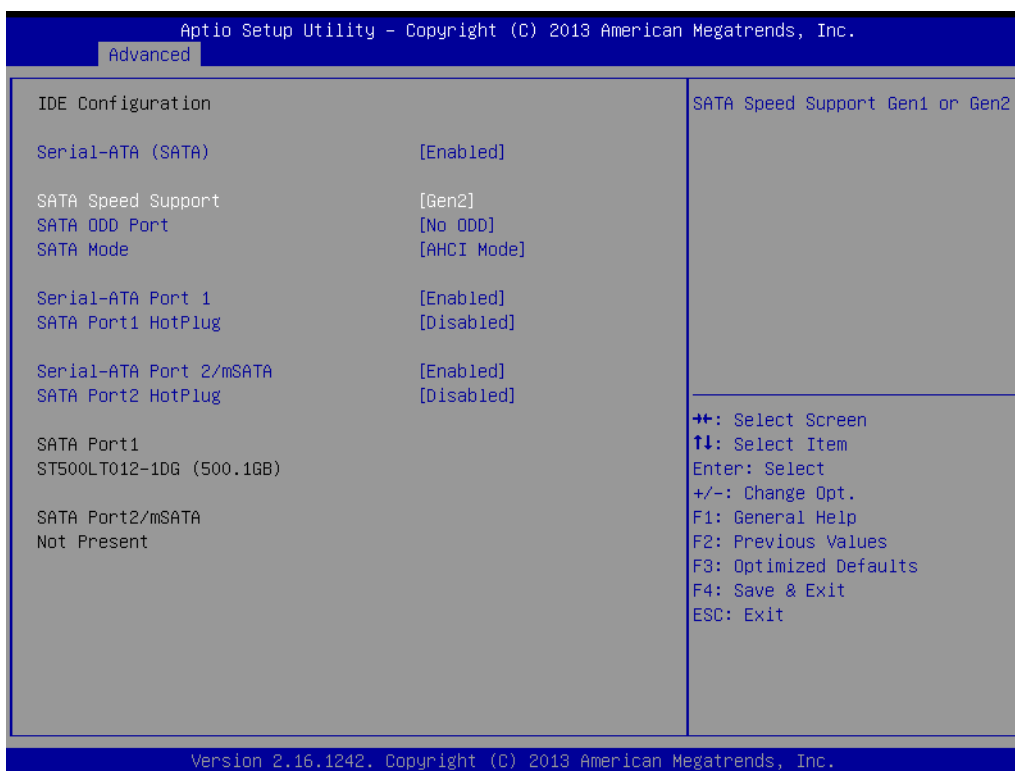 Aptio Setup Utility – Copyright (C) 2013 American Megatrends, Inc.
Advanced
IDE Configuration
Serial-ATA (SATA) [Enabled]
SATA Speed Support [Gen2]
SATA ODD Port [No ODD]
SATA Mode [AHCI Mode]
Serial-ATA Port 1 [Enabled]
SATA Port1 HotPlug [Disabled]
Serial-ATA Port 2/mSATA [Enabled]
SATA Port2 HotPlug [Disabled]
SATA Port1
ST500LT012-1DG (500.1GB)
SATA Port2/mSATA
Not Present
SATA Speed Support Gen1 or Gen2
→←: Select Screen
↑↓: Select Item
Enter: Select
+/-: Change Opt.
F1: General Help
F2: Previous Values
F3: Optimized Defaults
F4: Save & Exit
ESC: Exit
Version 2.16.1242. Copyright (C) 2013 American Megatrends, Inc.